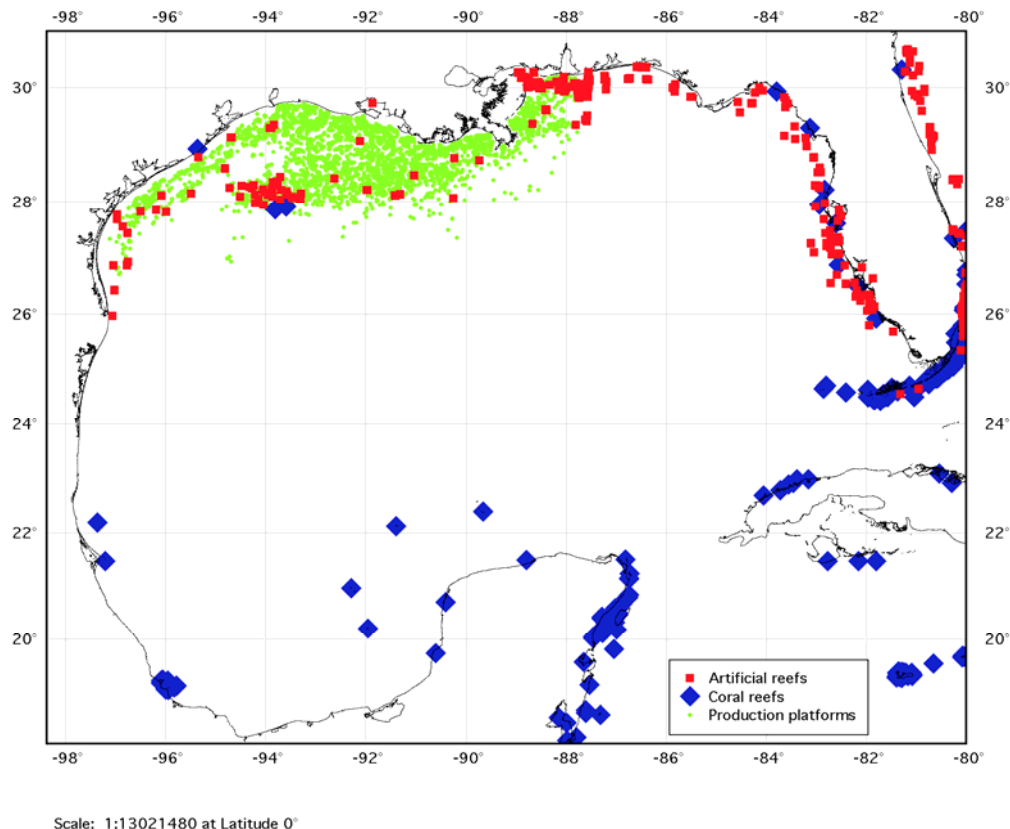 -98 -96 -94 -92 -90 -88 -86 -84 -82 -80
30° 30°
28° 28°
26° 26°
24° 24°
22° 22°
20° 20°
Artificial reefs
Coral reefs
Production platforms
-98 -96 -94 -92 -90 -88 -86 -84 -82 -80
Scale: 1:13021480 at Latitude 0°